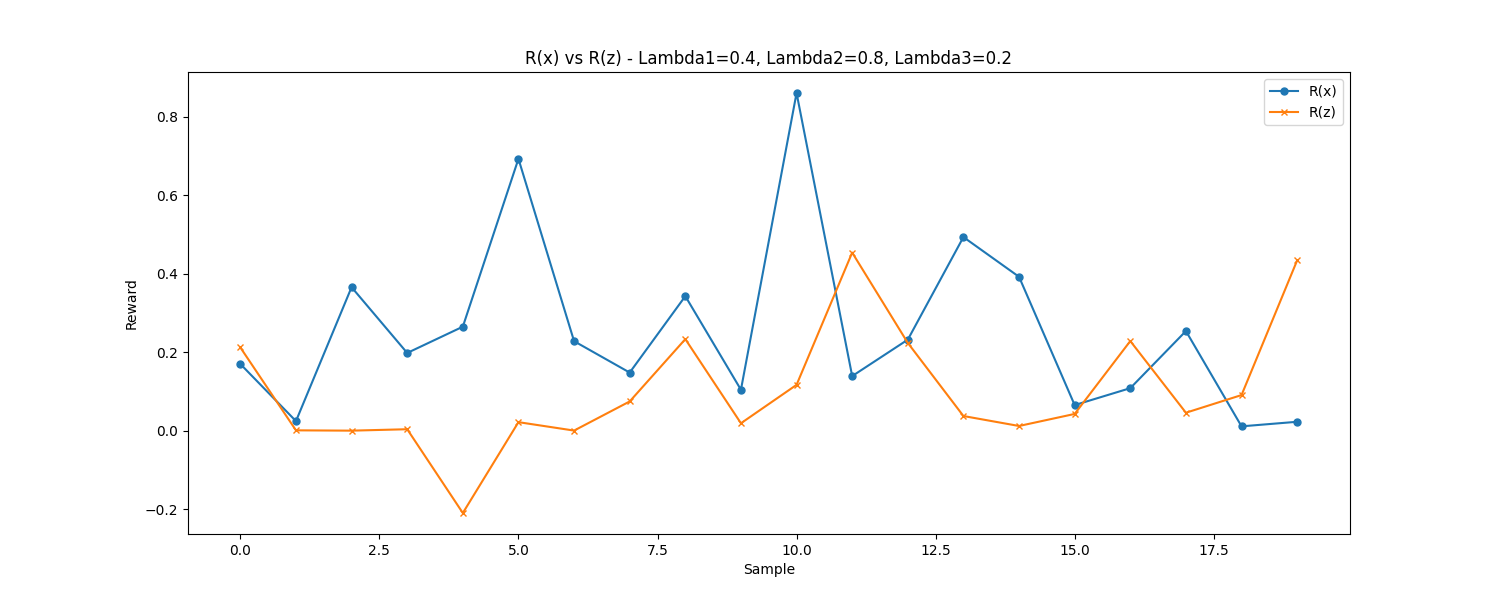 R(x) vs R(z) - Lambda1=0.4, Lambda2=0.8, Lambda3=0.2
R(x)
R(z)
0.8
0.6
0.4
0.2
0.0
−0.2
Reward
0.0 2.5 5.0 7.5 10.0 12.5 15.0 17.5
Sample